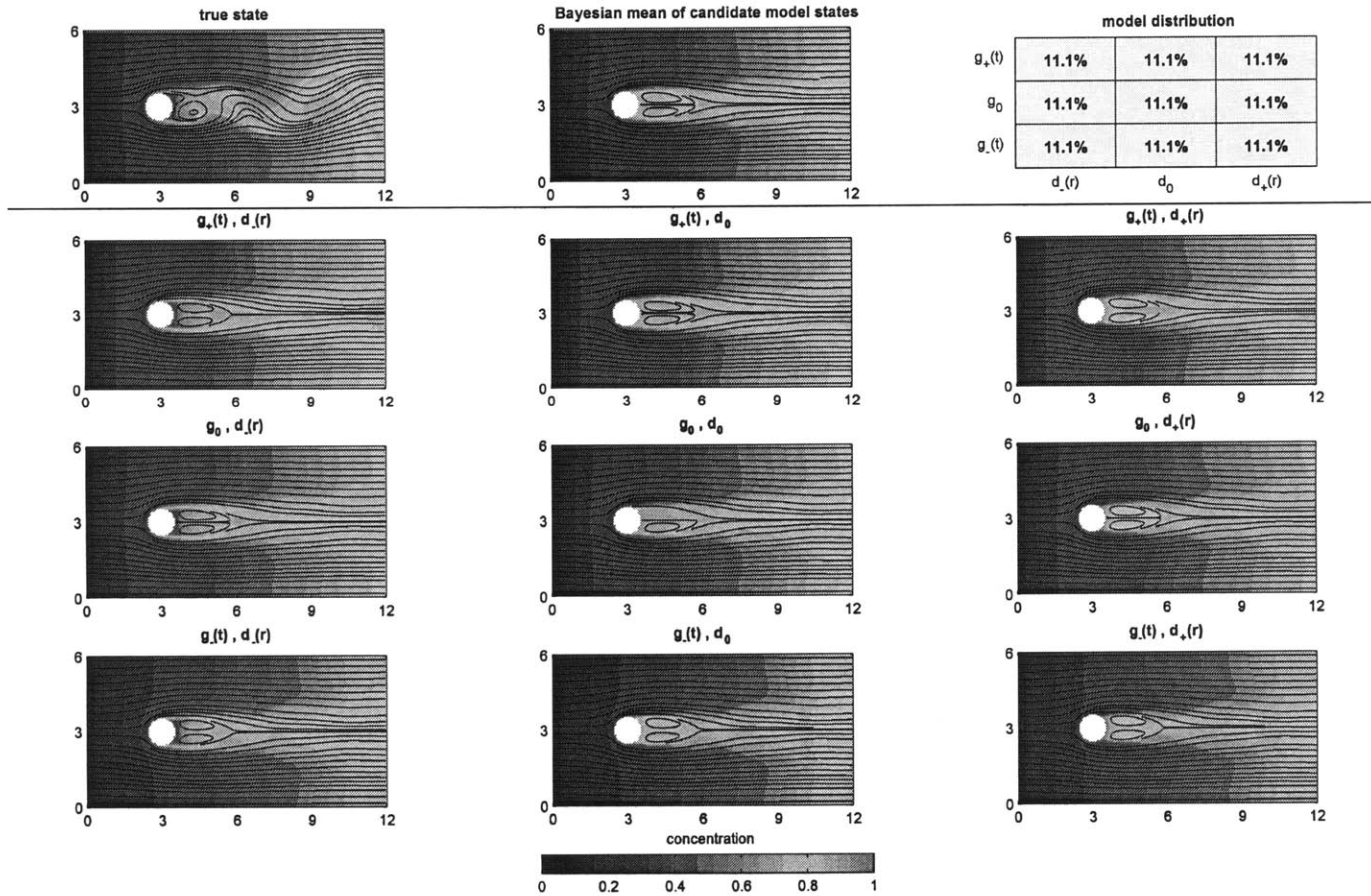 true state
6
3
0
0 3 6 9 12
Bayesian mean of candidate model states
6
3
0
0 3 6 9 12
model distribution
g₊(t) 11.1% 11.1% 11.1%
g₀ 11.1% 11.1% 11.1%
g₋(t) 11.1% 11.1% 11.1%
d₋(r) d₀ d₊(r)
g₊(t) , d₋(r)
6
3
0
0 3 6 9 12
g₊(t) , d₀
6
3
0
0 3 6 9 12
g₊(t) , d₊(r)
6
3
0
0 3 6 9 12
g₀ , d₋(r)
6
3
0
0 3 6 9 12
g₀ , d₀
6
3
0
0 3 6 9 12
g₀ , d₊(r)
6
3
0
0 3 6 9 12
g₋(t) , d₋(r)
6
3
0
0 3 6 9 12
g₋(t) , d₀
6
3
0
0 3 6 9 12
g₋(t) , d₊(r)
6
3
0
0 3 6 9 12
concentration
0 0.2 0.4 0.6 0.8 1